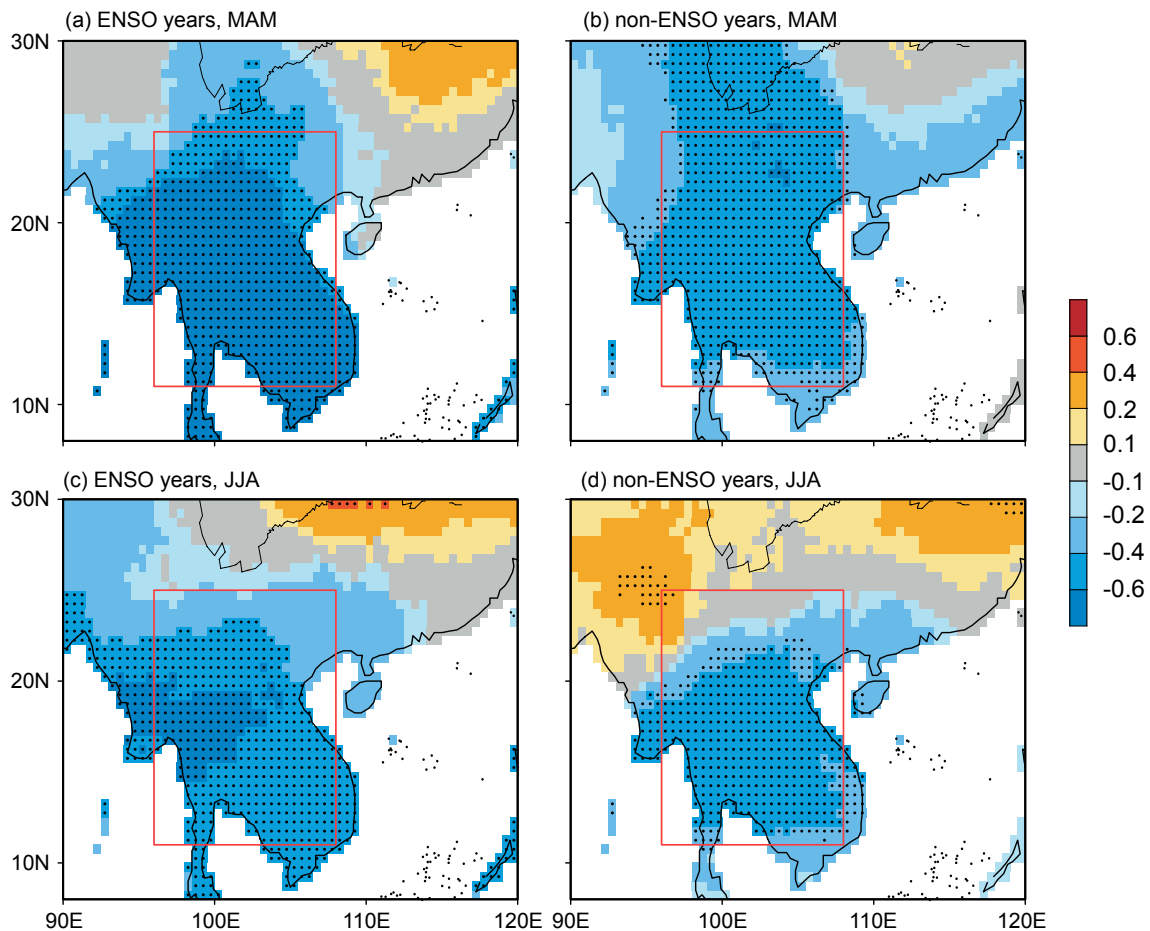 (a) ENSO years, MAM
(b) non-ENSO years, MAM
30N
20N
10N
0.6
0.4
0.2
0.1
-0.1
-0.2
-0.4
-0.6
(c) ENSO years, JJA
(d) non-ENSO years, JJA
30N
20N
10N
90E 100E 110E 120E
90E 100E 110E 120E